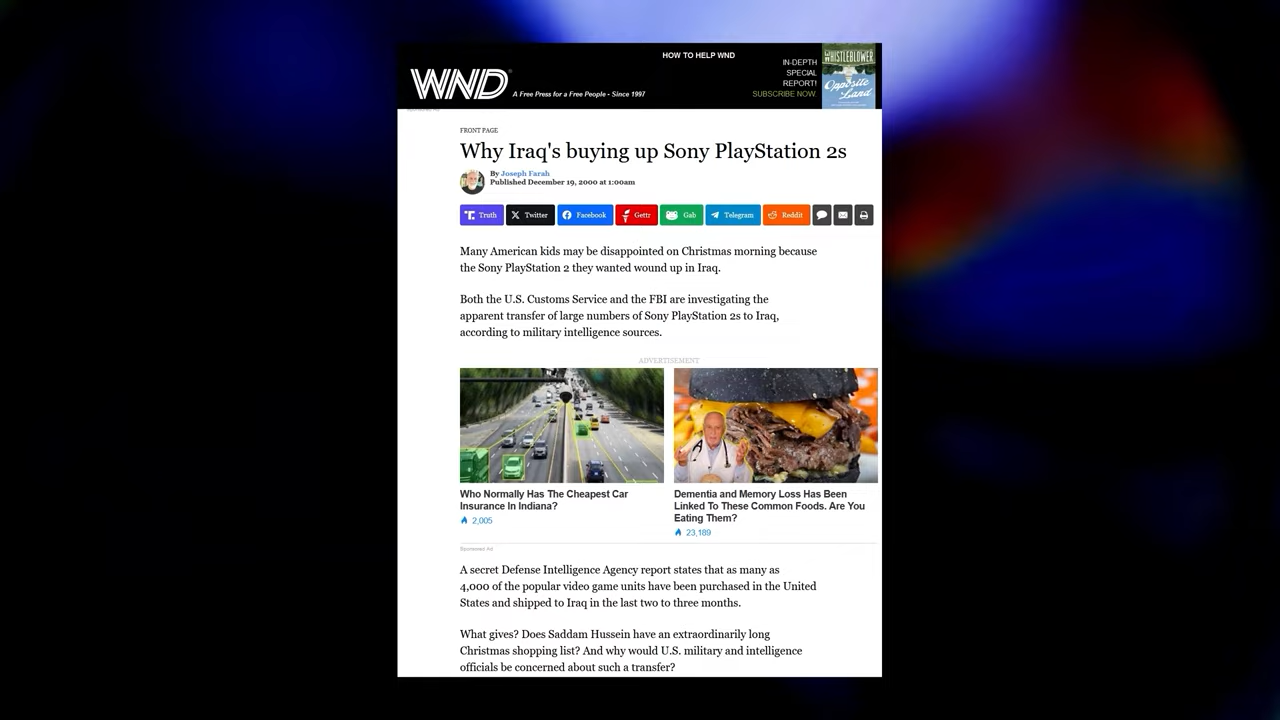 HOW TO HELP WND
WND
A Free Press for a Free People - Since 1997
IN-DEPTH
SPECIAL
REPORT!
SUBSCRIBE NOW
WHISTLEBLOWER
Opposite
Land
FRONT PAGE
Why Iraq's buying up Sony PlayStation 2s
By Joseph Farah
Published December 19, 2000 at 1:00am
Truth
Twitter
Facebook
Gettr
Gab
Telegram
Reddit
Many American kids may be disappointed on Christmas morning because
the Sony PlayStation 2 they wanted wound up in Iraq.
Both the U.S. Customs Service and the FBI are investigating the
apparent transfer of large numbers of Sony PlayStation 2s to Iraq,
according to military intelligence sources.
ADVERTISEMENT
Who Normally Has The Cheapest Car
Insurance In Indiana?
2,005
Dementia and Memory Loss Has Been
Linked To These Common Foods. Are You
Eating Them?
23,189
Sponsored Ad
A secret Defense Intelligence Agency report states that as many as
4,000 of the popular video game units have been purchased in the United
States and shipped to Iraq in the last two to three months.
What gives? Does Saddam Hussein have an extraordinarily long
Christmas shopping list? And why would U.S. military and intelligence
officials be concerned about such a transfer?